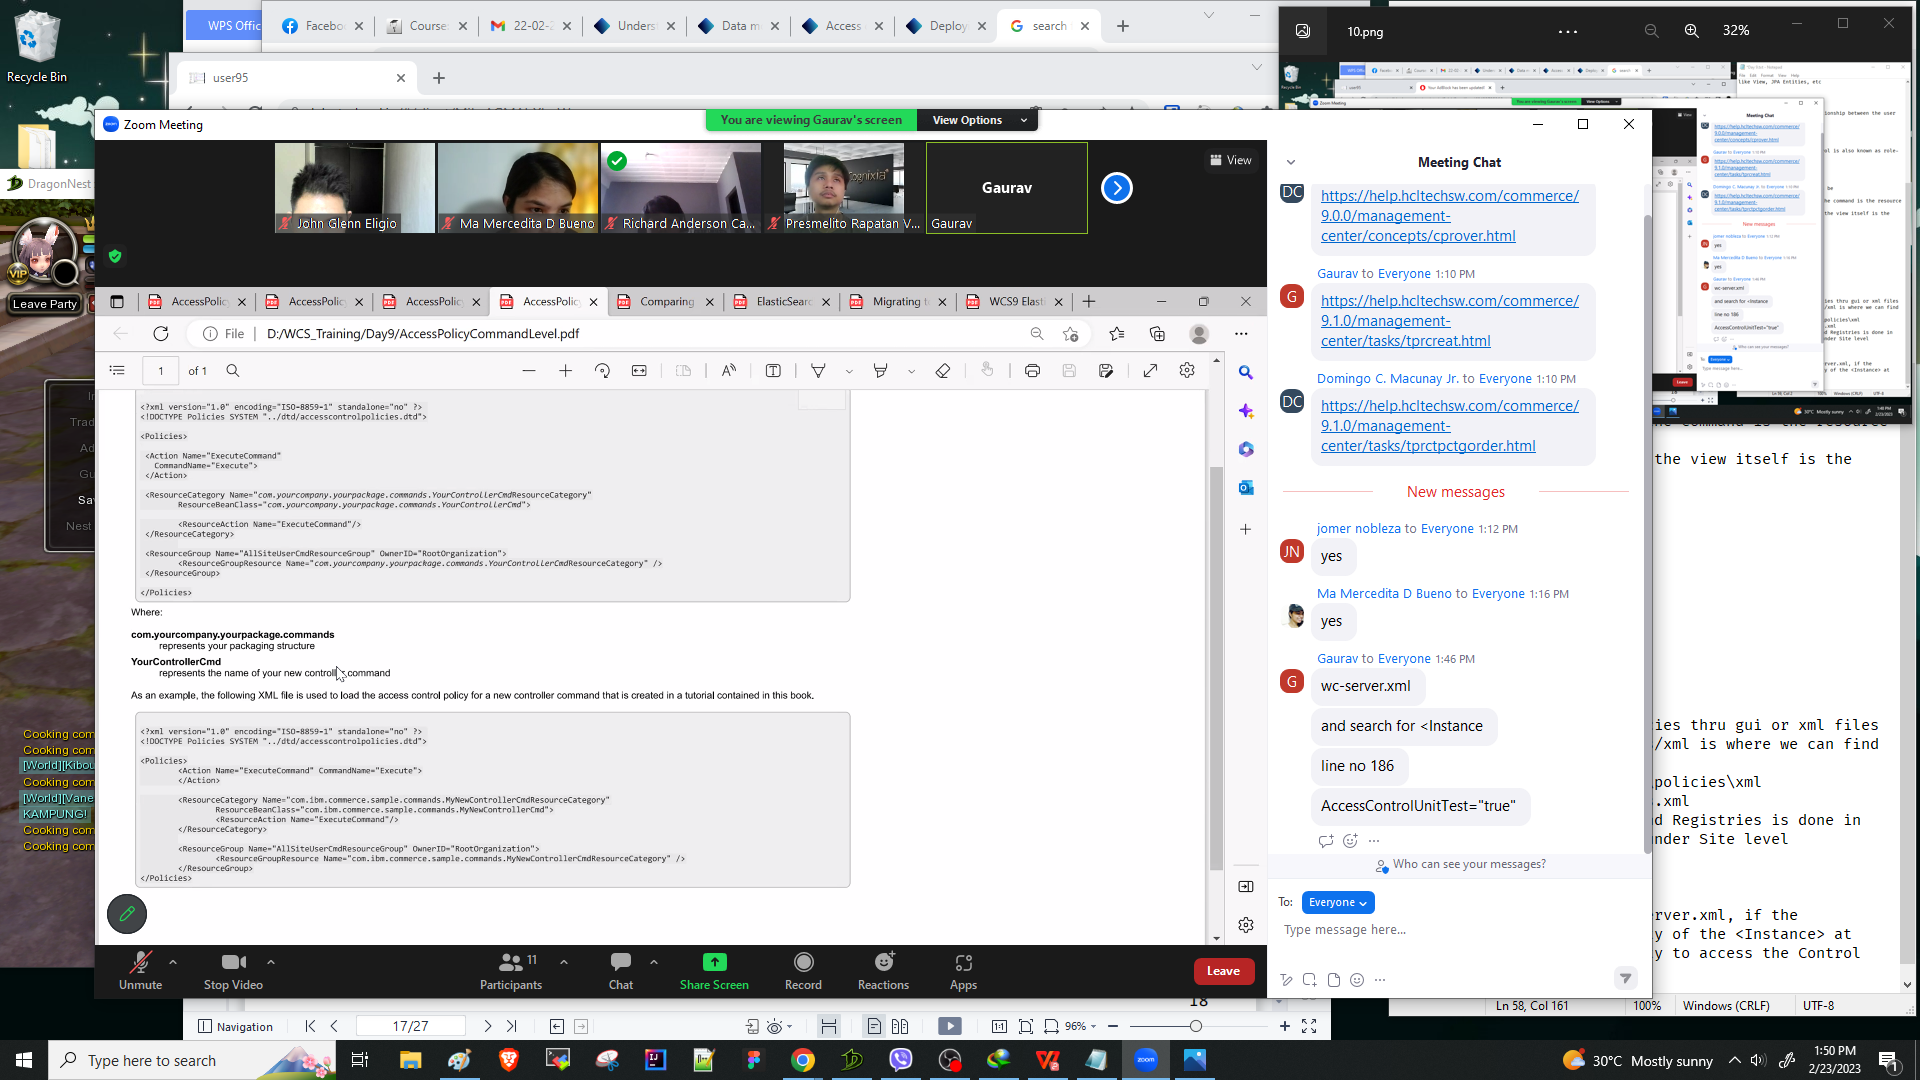 WPS Offic
Facebo
Course
22-02-2
Unders
Data m
Access
Deploy
search
Recycle Bin
user95
10.png
32%
Zoom Meeting
You are viewing Gaurav's screen
View Options
View
John Glenn Eligio
Ma Mercedita D Bueno
Richard Anderson Ca...
Presmelito Rapatan V...
Cognixia
Gaurav
Gaurav
DragonNest
VIP
Leave Party
AccessPolic
AccessPolic
AccessPolic
AccessPolic
Comparing
ElasticSearc
Migrating t
WCS9 Elasti
File
D:/WCS_Training/Day9/AccessPolicyCommandLevel.pdf
1
of 1
<?xml version="1.0" encoding="ISO-8859-1" standalone="no" ?>
<!DOCTYPE Policies SYSTEM "../dtd/accesscontrolpolicies.dtd">
<Policies>
<Action Name="ExecuteCommand"
CommandName="Execute">
</Action>
<ResourceCategory Name="com.yourcompany.yourpackage.commands.YourControllerCmdResourceCategory"
ResourceBeanClass="com.yourcompany.yourpackage.commands.YourControllerCmd">
<ResourceAction Name="ExecuteCommand"/>
</ResourceCategory>
<ResourceGroup Name="AllSiteUserCmdResourceGroup" OwnerID="RootOrganization">
<ResourceGroupResource Name="com.yourcompany.yourpackage.commands.YourControllerCmdResourceCategory" />
</ResourceGroup>
</Policies>
Where:
com.yourcompany.yourpackage.commands
represents your packaging structure
YourControllerCmd
represents the name of your new controller command
As an example, the following XML file is used to load the access control policy for a new controller command that is created in a tutorial contained in this book.
<?xml version="1.0" encoding="ISO-8859-1" standalone="no" ?>
<!DOCTYPE Policies SYSTEM "../dtd/accesscontrolpolicies.dtd">
<Policies>
<Action Name="ExecuteCommand" CommandName="Execute">
</Action>
<ResourceCategory Name="com.ibm.commerce.sample.commands.MyNewControllerCmdResourceCategory"
ResourceBeanClass="com.ibm.commerce.sample.commands.MyNewControllerCmd">
<ResourceAction Name="ExecuteCommand"/>
</ResourceCategory>
<ResourceGroup Name="AllSiteUserCmdResourceGroup" OwnerID="RootOrganization">
<ResourceGroupResource Name="com.ibm.commerce.sample.commands.MyNewControllerCmdResourceCategory" />
</ResourceGroup>
</Policies>
In
Trad
Ad
Gu
Sa
Nest
Cooking com
Cooking com
[World][Kibou
Cooking com
[World][Vane
KAMPUNG!
Cooking com
Cooking com
Unmute
Stop Video
11
Participants
Chat
Share Screen
Record
Reactions
Apps
Leave
Meeting Chat
DC
https://help.hcltechsw.com/commerce/
9.0.0/management-
center/concepts/cprover.html
Gaurav to Everyone 1:10 PM
G
https://help.hcltechsw.com/commerce/
9.1.0/management-
center/tasks/tprcreat.html
Domingo C. Macunay Jr. to Everyone 1:10 PM
DC
https://help.hcltechsw.com/commerce/
9.1.0/management-
center/tasks/tprctpctgorder.html
New messages
jomer nobleza to Everyone 1:12 PM
JN
yes
Ma Mercedita D Bueno to Everyone 1:16 PM
yes
Gaurav to Everyone 1:46 PM
G
wc-server.xml
and search for <Instance
line no 186
AccessControlUnitTest="true"
Who can see your messages?
To:
Everyone
Type message here...
the view itself is the
ies thru gui or xml files
/xml is where we can find
policies\xml
.xml
d Registries is done in
under Site level
erver.xml, if the
y of the <Instance> at
y to access the Control
Ln 58, Col 161
100%
Windows (CRLF)
UTF-8
18
Navigation
17/27
96%
Type here to search
30°C Mostly sunny
1:50 PM
2/23/2023
1